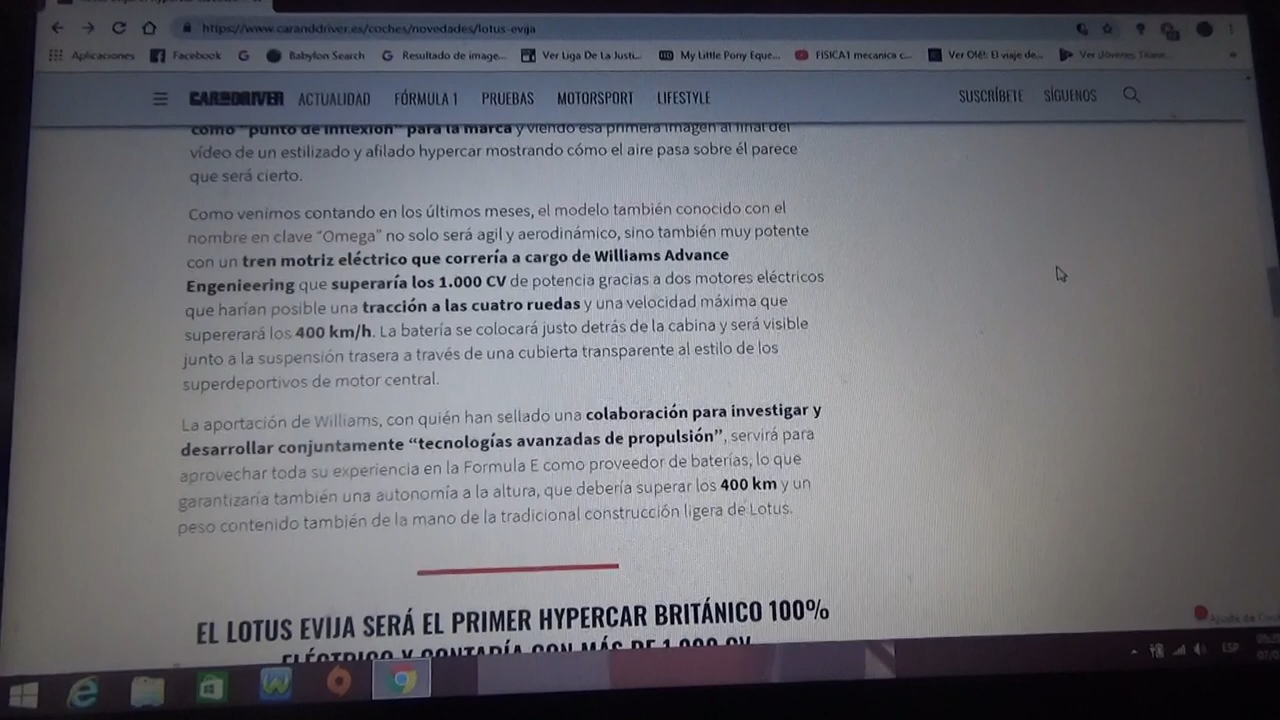 https://www.caranddriver.es/coches/novedades/lotus-evija
Aplicaciones Facebook Babylon Search Resultado de image... Ver Liga De La Justi... My Little Pony Eque... FISICA1 mecanica c... Ver Olé!: El viaje de... Ver Jóvenes Titane...
CAR AND DRIVER ACTUALIDAD FÓRMULA 1 PRUEBAS MOTORSPORT LIFESTYLE SUSCRÍBETE SÍGUENOS
como "punto de inflexión" para la marca y viendo esa primera imagen al final del
vídeo de un estilizado y afilado hypercar mostrando cómo el aire pasa sobre él parece
que será cierto.
Como venimos contando en los últimos meses, el modelo también conocido con el
nombre en clave "Omega" no solo será agil y aerodinámico, sino también muy potente
con un tren motriz eléctrico que correría a cargo de Williams Advance
Engenieering que superaría los 1.000 CV de potencia gracias a dos motores eléctricos
que harían posible una tracción a las cuatro ruedas y una velocidad máxima que
supererará los 400 km/h. La batería se colocará justo detrás de la cabina y será visible
junto a la suspensión trasera a través de una cubierta transparente al estilo de los
superdeportivos de motor central.
La aportación de Williams, con quién han sellado una colaboración para investigar y
desarrollar conjuntamente "tecnologías avanzadas de propulsión", servirá para
aprovechar toda su experiencia en la Formula E como proveedor de baterías, lo que
garantizaría también una autonomía a la altura, que debería superar los 400 km y un
peso contenido también de la mano de la tradicional construcción ligera de Lotus.
EL LOTUS EVIJA SERÁ EL PRIMER HYPERCAR BRITÁNICO 100%
ELÉCTRICO Y CONTARÍA CON MÁS DE 1.000 CV
Ajuste de
ESP